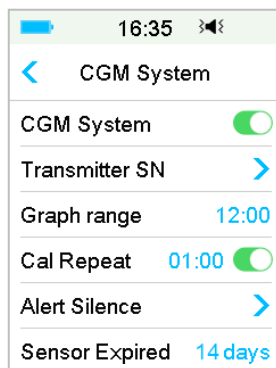 16:35
CGM System
CGM System
Transmitter SN
Graph range 12:00
Cal Repeat 01:00
Alert Silence
Sensor Expired 14 days